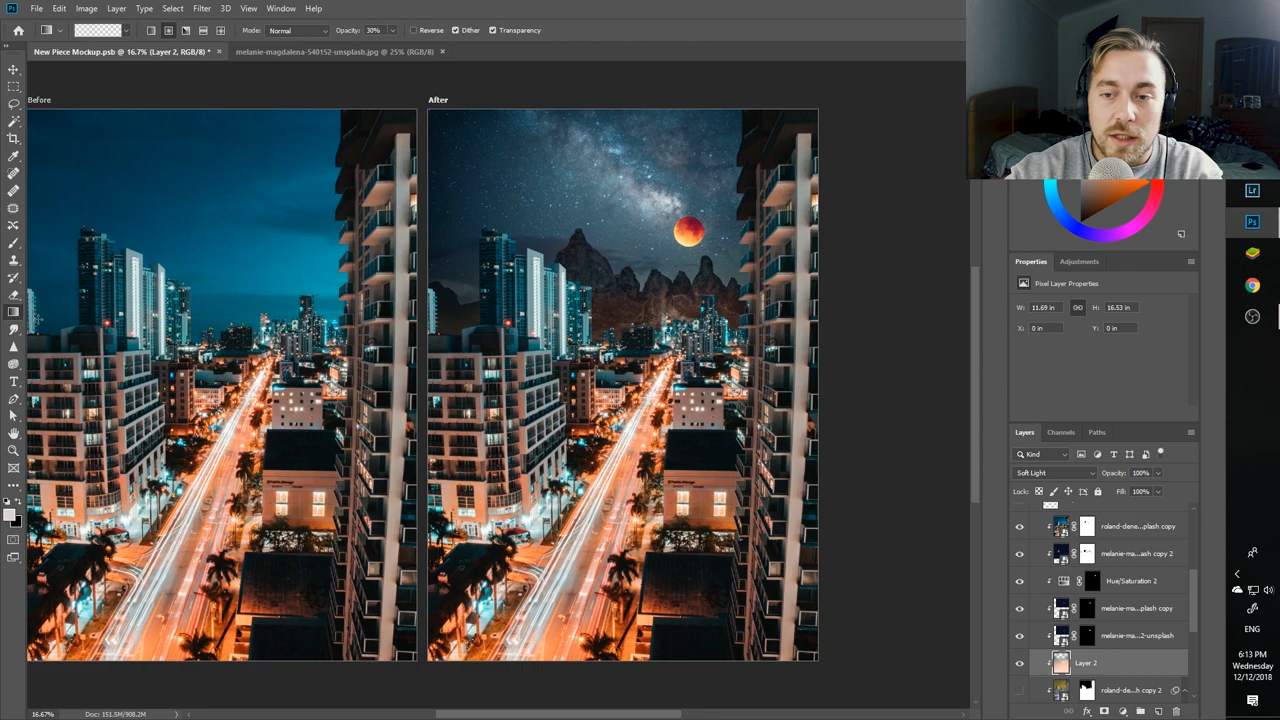 Ps File Edit Image Layer Type Select Filter 3D View Window Help
Mode: Normal Opacity: 30% Reverse Dither Transparency
New Piece Mockup.psb @ 16.7% (Layer 2, RGB/8) * × melanie-magdalena-540152-unsplash.jpg @ 25% (RGB/8) ×
Before
After
Lr
Ps
Properties Adjustments
Pixel Layer Properties
W: 11.69 in H: 16.53 in
X: 0 in Y: 0 in
Layers Channels Paths
Kind
Soft Light Opacity: 100%
Lock: Fill: 100%
roland-dene...plash copy
melanie-ma...ash copy 2
Hue/Saturation 2
melanie-ma...plash copy
melanie-ma...2-unsplash
Layer 2
roland-de...h copy 2
ENG
6:13 PM
Wednesday
12/12/2018
16.67% Doc: 151.5M/908.2M